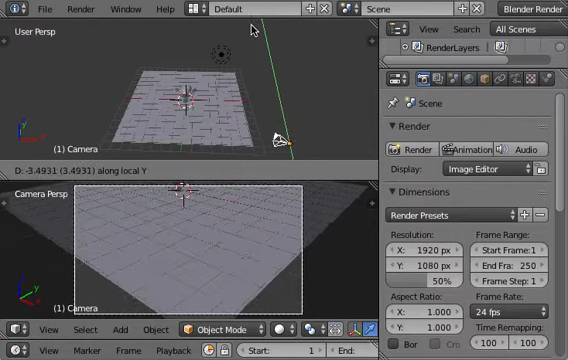 File Render Window Help Default Scene Blender Render
User Persp
(1) Camera
D: -3.4931 (3.4931) along local Y
Camera Persp
(1) Camera
View Select Add Object Object Mode
View Marker Frame Playback Start: 1 End:
View Search All Scenes
RenderLayers
Scene
Render
Render Animation Audio
Display: Image Editor
Dimensions
Render Presets
Resolution: Frame Range:
X: 1920 px Start Frame: 1
Y: 1080 px End Fra: 250
50% Frame Step: 1
Aspect Ratio: Frame Rate:
X: 1.000 24 fps
Y: 1.000 Time Remapping:
Bor Cro 100 100